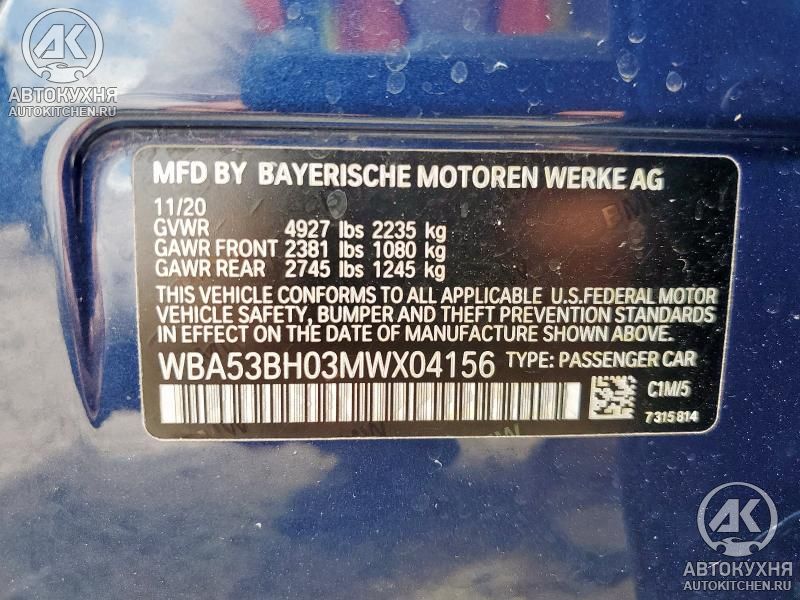 AK
АВТОКУХНЯ
AUTOKITCHEN.RU
MFD BY BAYERISCHE MOTOREN WERKE AG
11/20
GVWR 4927 lbs 2235 kg
GAWR FRONT 2381 lbs 1080 kg
GAWR REAR 2745 lbs 1245 kg
THIS VEHICLE CONFORMS TO ALL APPLICABLE U.S.FEDERAL MOTOR
VEHICLE SAFETY, BUMPER AND THEFT PREVENTION STANDARDS
IN EFFECT ON THE DATE OF MANUFACTURE SHOWN ABOVE.
WBA53BH03MWX04156 TYPE: PASSENGER CAR
C1M/5
7315814
AK
АВТОКУХНЯ
AUTOKITCHEN.RU